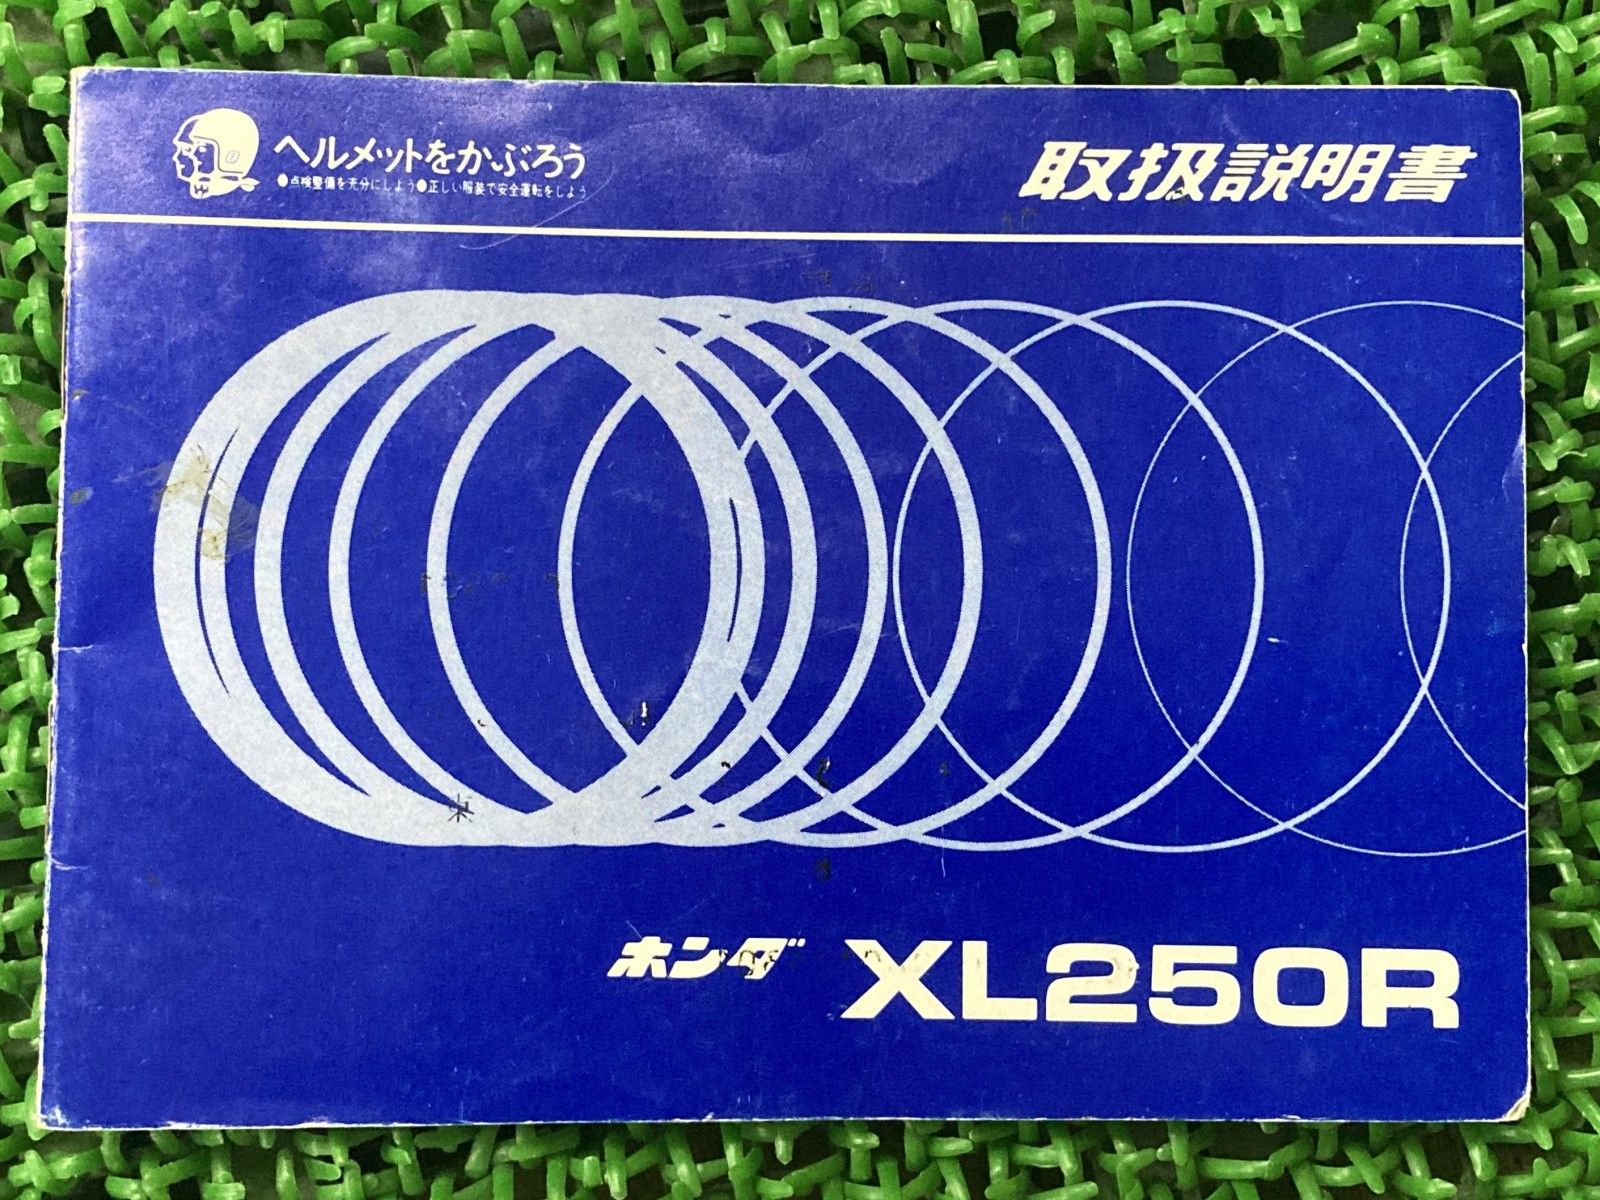 ヘルメットをかぶろう
●点検整備を充分にしよう●正しい服装で安全運転をしよう
取扱説明書
ホンダ XL250R